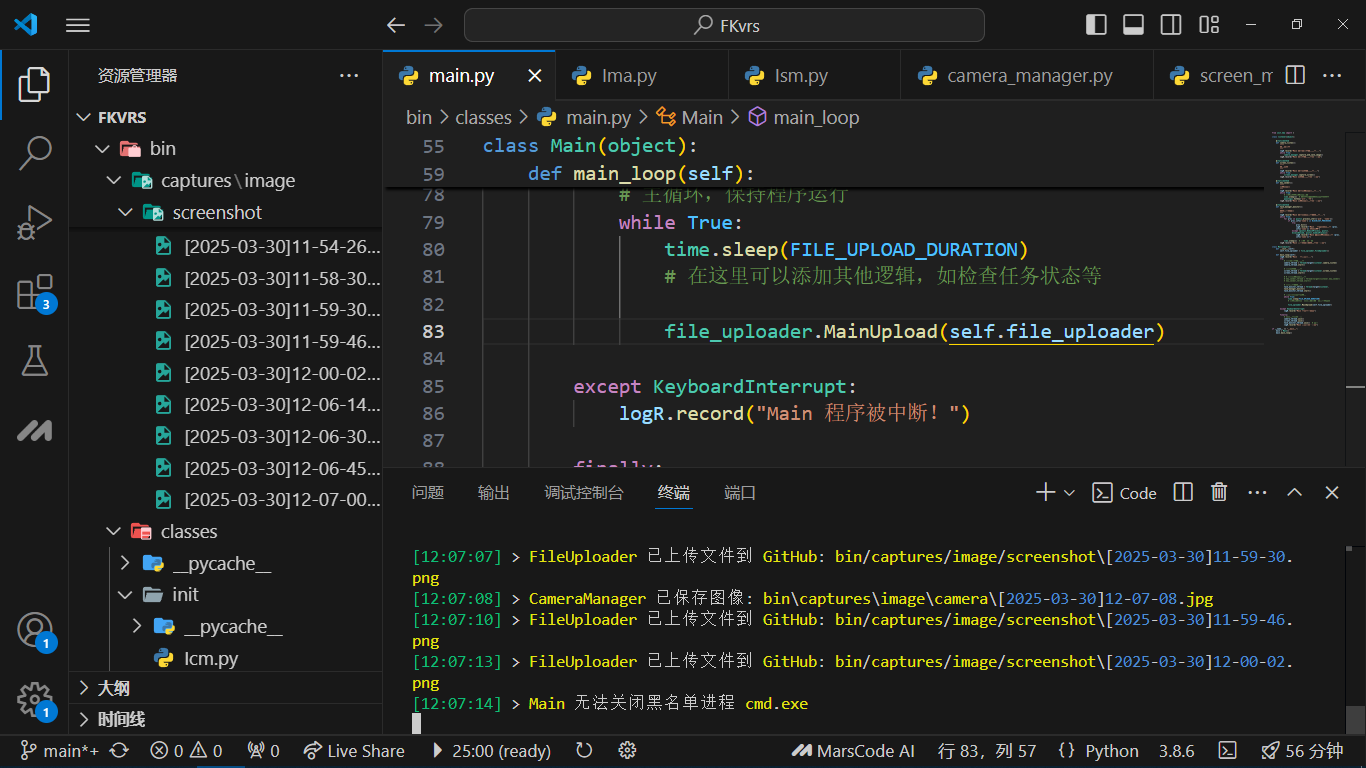 FKvrs
资源管理器
FKVRS
bin
captures\image
screenshot
[2025-03-30]11-54-26...
[2025-03-30]11-58-30...
[2025-03-30]11-59-30...
[2025-03-30]11-59-46...
[2025-03-30]12-00-02...
[2025-03-30]12-06-14...
[2025-03-30]12-06-30...
[2025-03-30]12-06-45...
[2025-03-30]12-07-00...
classes
__pycache__
init
__pycache__
Icm.py
大纲
时间线
3
1
1
main.py
Ima.py
Ism.py
camera_manager.py
screen_m
bin > classes > main.py > Main > main_loop
55 class Main(object):
59 def main_loop(self):
78 # 主循环，保持程序运行
79 while True:
80 time.sleep(FILE_UPLOAD_DURATION)
81 # 在这里可以添加其他逻辑，如检查任务状态等
82
83 file_uploader.MainUpload(self.file_uploader)
84
85 except KeyboardInterrupt:
86 logR.record("Main 程序被中断！")
87
88 finally:
问题 输出 调试控制台 终端 端口
Code
[12:07:07] > FileUploader 已上传文件到 GitHub: bin/captures/image/screenshot\[2025-03-30]11-59-30.
png
[12:07:08] > CameraManager 已保存图像: bin\captures\image\camera\[2025-03-30]12-07-08.jpg
[12:07:10] > FileUploader 已上传文件到 GitHub: bin/captures/image/screenshot\[2025-03-30]11-59-46.
png
[12:07:13] > FileUploader 已上传文件到 GitHub: bin/captures/image/screenshot\[2025-03-30]12-00-02.
png
[12:07:14] > Main 无法关闭黑名单进程 cmd.exe
main*+ 0 0 0 Live Share 25:00 (ready) MarsCode AI 行 83，列 57 {} Python 3.8.6 56 分钟